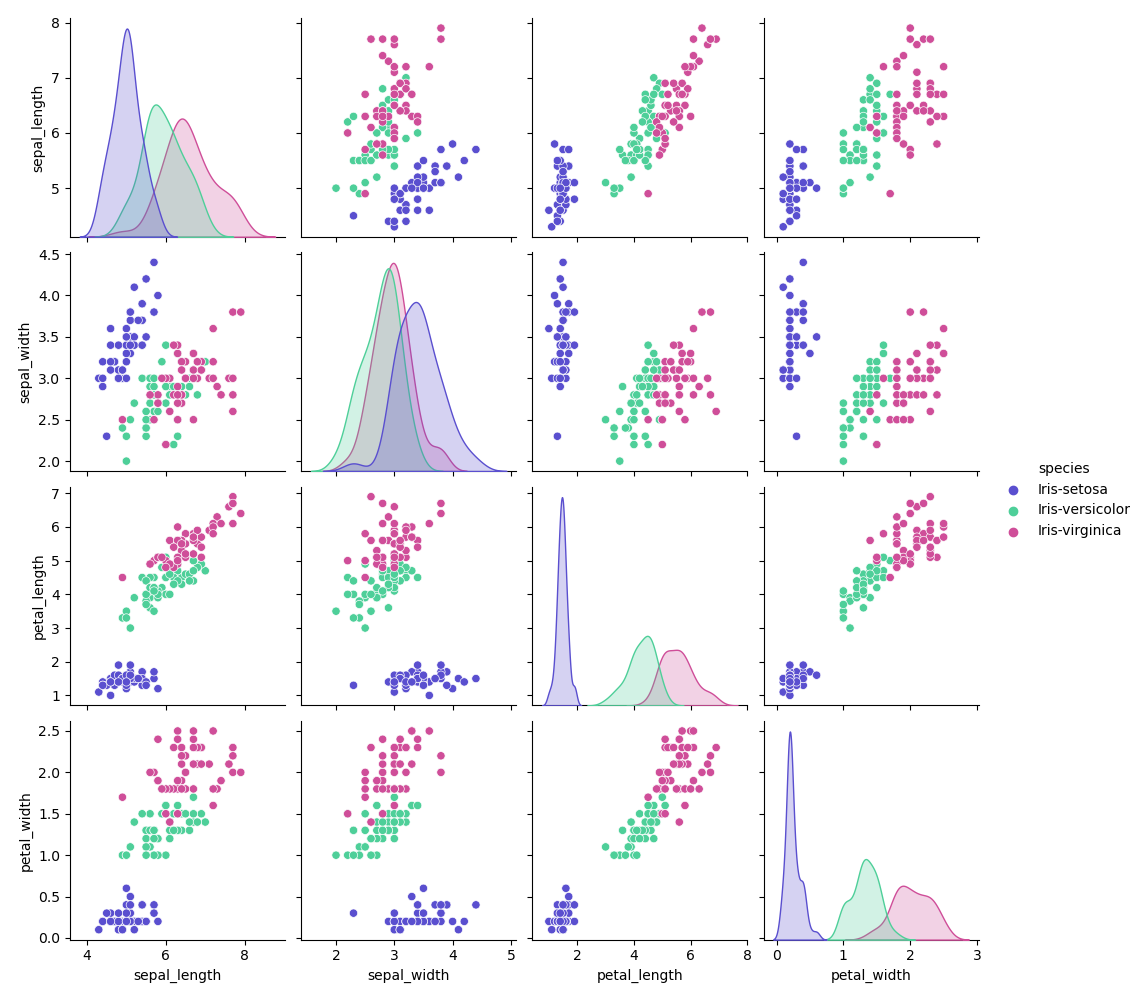 8
7
6
5
sepal_length
4.5
4.0
3.5
3.0
2.5
2.0
sepal_width
species
Iris-setosa
Iris-versicolor
Iris-virginica
7
6
5
4
3
2
1
petal_length
2.5
2.0
1.5
1.0
0.5
0.0
petal_width
4 6 8
2 3 4 5
2 4 6 8
0 1 2 3
sepal_length
sepal_width
petal_length
petal_width